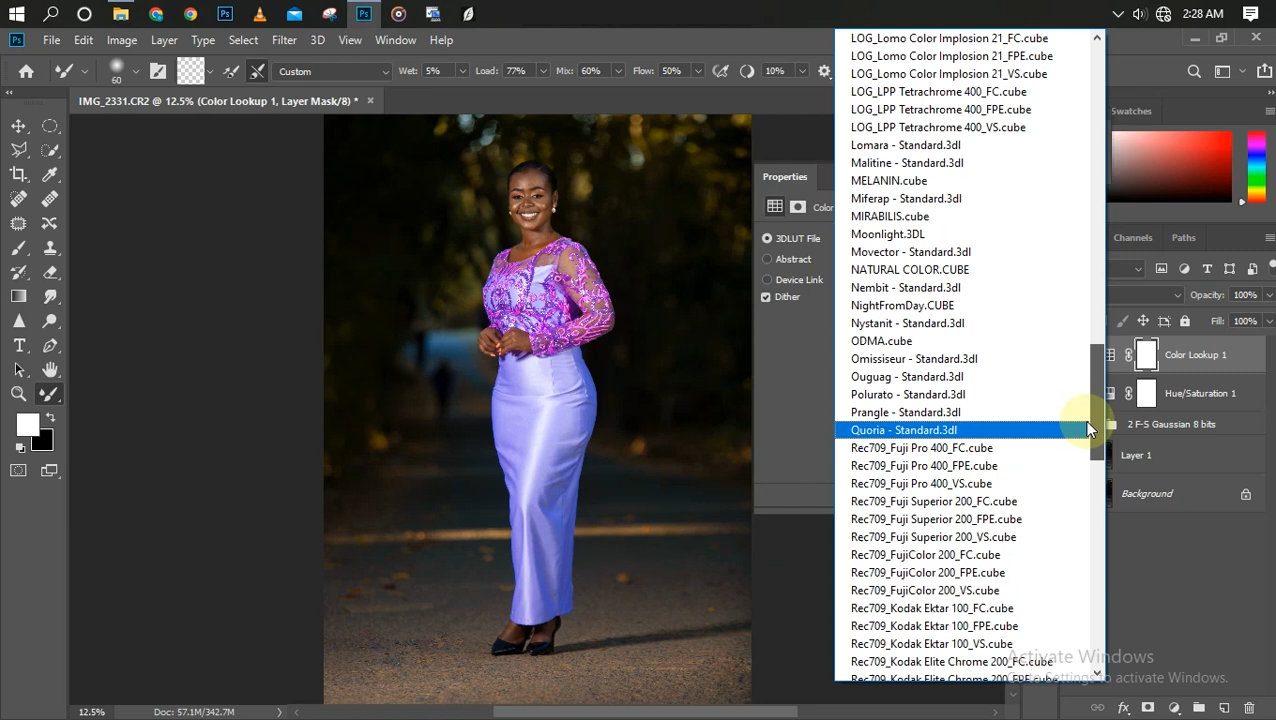 2:28 AM
File Edit Image Layer Type Select Filter 3D View Window Help
60 Custom Wet: 5% Load: 77% Mix: 60% Flow: 50% 10%
IMG_2331.CR2 @ 12.5% (Color Lookup 1, Layer Mask/8) *
Properties
3DLUT File
Abstract
Device Link
Dither
LOG_Lomo Color Implosion 21_FC.cube
LOG_Lomo Color Implosion 21_FPE.cube
LOG_Lomo Color Implosion 21_VS.cube
LOG_LPP Tetrachrome 400_FC.cube
LOG_LPP Tetrachrome 400_FPE.cube
LOG_LPP Tetrachrome 400_VS.cube
Lomara - Standard.3dl
Malitine - Standard.3dl
MELANIN.cube
Miferap - Standard.3dl
MIRABILIS.cube
Moonlight.3DL
Movector - Standard.3dl
NATURAL COLOR.CUBE
Nembit - Standard.3dl
NightFromDay.CUBE
Nystanit - Standard.3dl
ODMA.cube
Omissiseur - Standard.3dl
Ouguag - Standard.3dl
Polurato - Standard.3dl
Prangle - Standard.3dl
Quoria - Standard.3dl
Rec709_Fuji Pro 400_FC.cube
Rec709_Fuji Pro 400_FPE.cube
Rec709_Fuji Pro 400_VS.cube
Rec709_Fuji Superior 200_FC.cube
Rec709_Fuji Superior 200_FPE.cube
Rec709_Fuji Superior 200_VS.cube
Rec709_FujiColor 200_FC.cube
Rec709_FujiColor 200_FPE.cube
Rec709_FujiColor 200_VS.cube
Rec709_Kodak Ektar 100_FC.cube
Rec709_Kodak Ektar 100_FPE.cube
Rec709_Kodak Ektar 100_VS.cube
Rec709_Kodak Elite Chrome 200_FC.cube
Rec709_Kodak Elite Chrome 200_FPE.cube
Swatches
Channels Paths
Opacity: 100%
Fill: 100%
Color Lookup 1
Hue/Saturation 1
2 F-S Gaussian 8 bits
Layer 1
Background
Activate Windows
Go to Settings to activate Windows.
12.5% Doc: 57.1M/342.7M